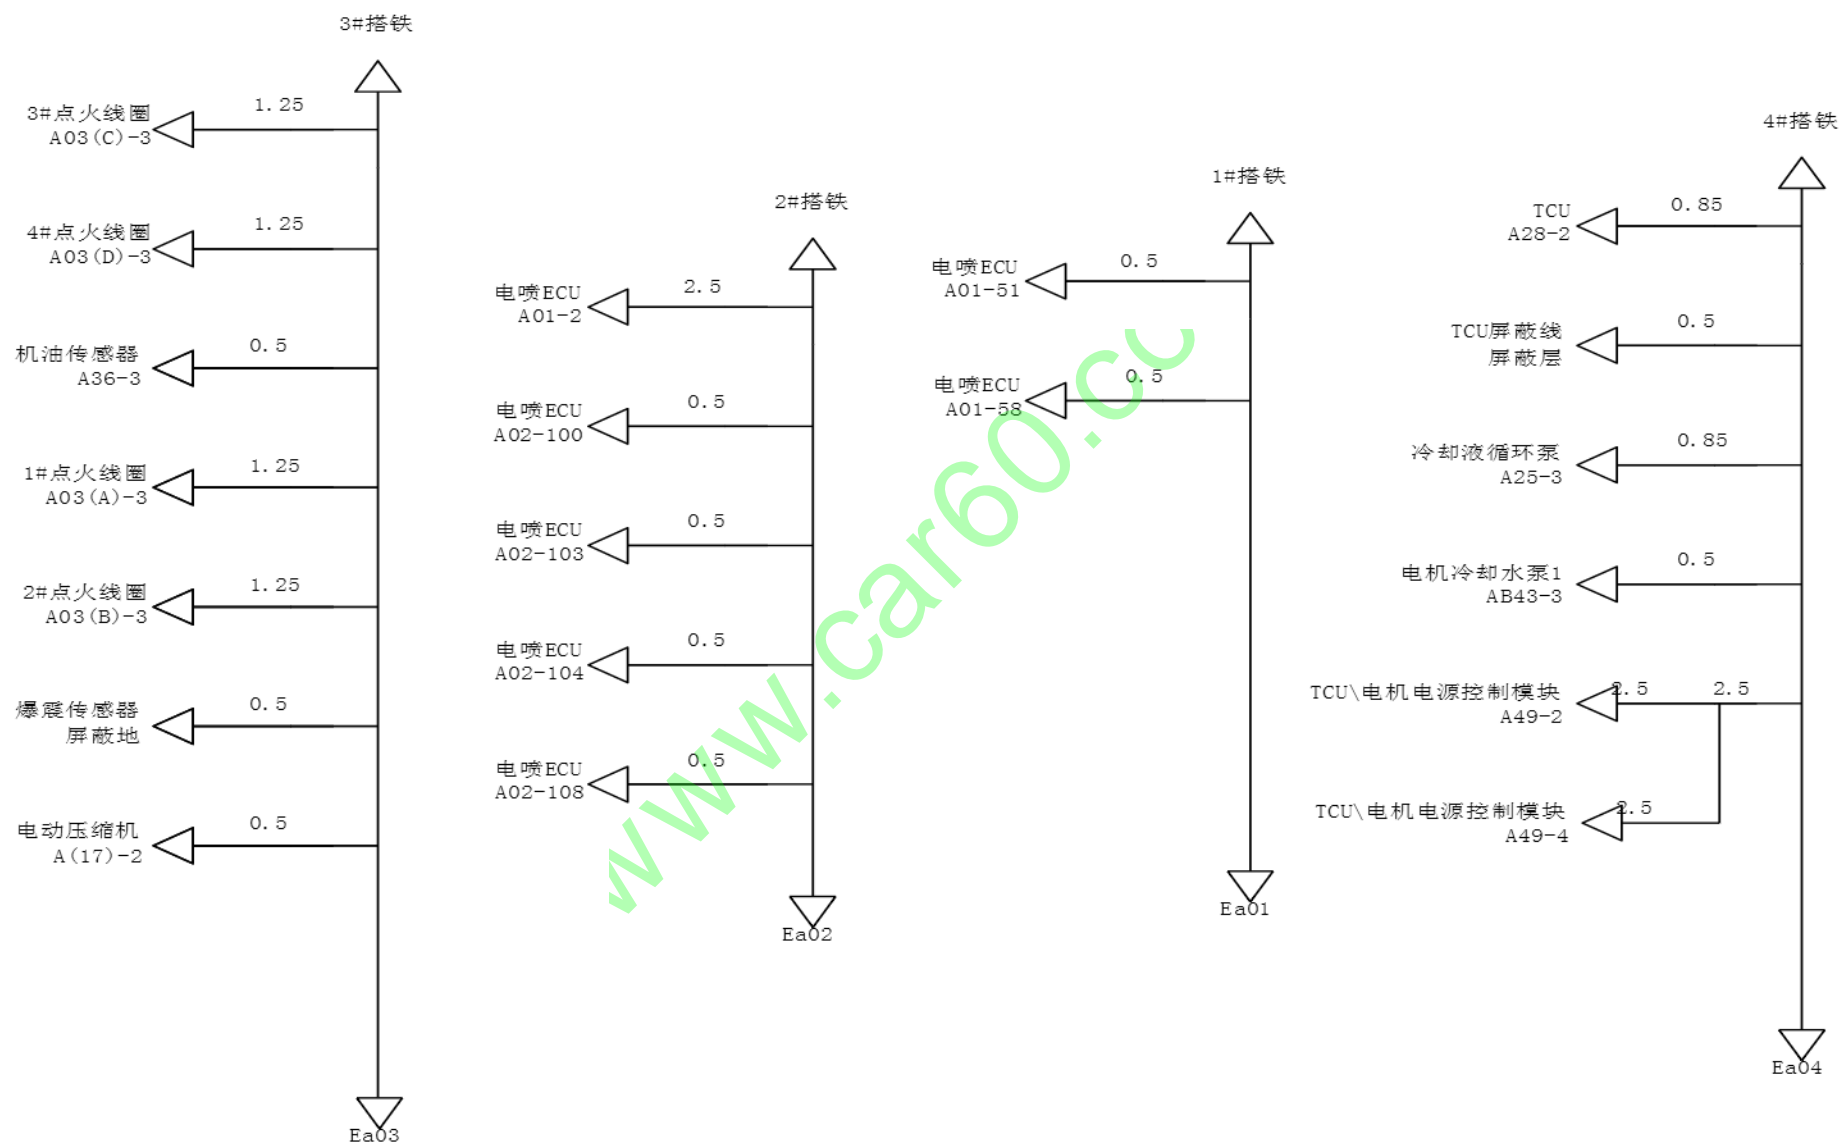 3#搭铁
1.25
3#点火线圈
A03(C)-3
1.25
4#点火线圈
A03(D)-3
0.5
机油传感器
A36-3
1.25
1#点火线圈
A03(A)-3
1.25
2#点火线圈
A03(B)-3
0.5
爆震传感器
屏蔽地
0.5
电动压缩机
A(17)-2
Ea03
2#搭铁
2.5
电喷ECU
A01-2
0.5
电喷ECU
A02-100
0.5
电喷ECU
A02-103
0.5
电喷ECU
A02-104
0.5
电喷ECU
A02-108
Ea02
1#搭铁
0.5
电喷ECU
A01-51
0.5
电喷ECU
A01-58
Ea01
4#搭铁
0.85
TCU
A28-2
0.5
TCU屏蔽线
屏蔽层
0.85
冷却液循环泵
A25-3
0.5
电机冷却水泵1
AB43-3
TCU\电机电源控制模块
2.5
2.5
A49-2
TCU\电机电源控制模块
2.5
A49-4
Ea04
www.car60.co